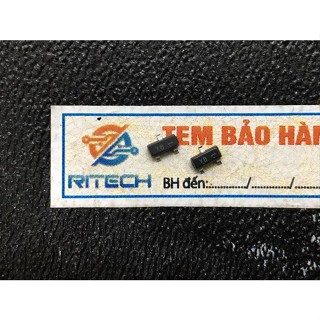 TEM BẢO HÀN
RITECH
BH đến:............/............/............